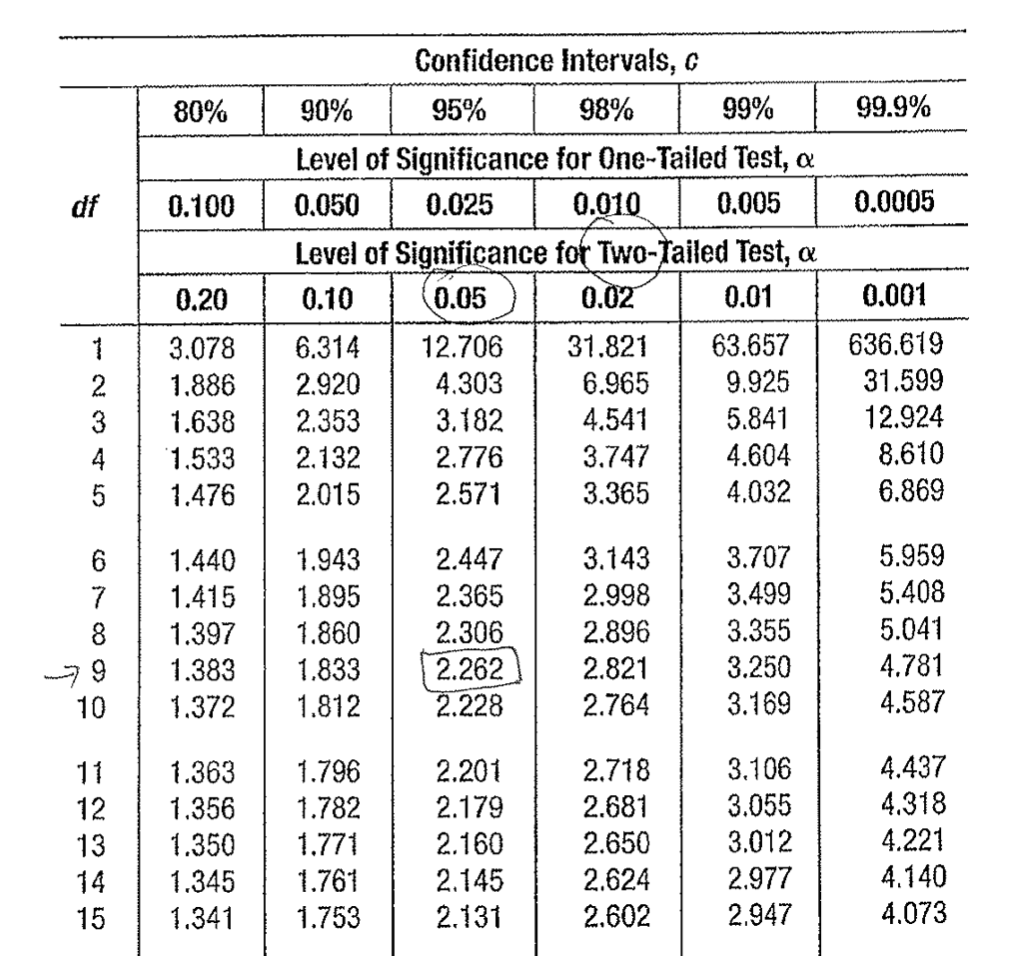 Confidence Intervals, c
80% 90% 95% 98% 99% 99.9%
Level of Significance for One-Tailed Test, α
df 0.100 0.050 0.025 0.010 0.005 0.0005
Level of Significance for Two-Tailed Test, α
0.20 0.10 0.05 0.02 0.01 0.001
1 3.078 6.314 12.706 31.821 63.657 636.619
2 1.886 2.920 4.303 6.965 9.925 31.599
3 1.638 2.353 3.182 4.541 5.841 12.924
4 1.533 2.132 2.776 3.747 4.604 8.610
5 1.476 2.015 2.571 3.365 4.032 6.869
6 1.440 1.943 2.447 3.143 3.707 5.959
7 1.415 1.895 2.365 2.998 3.499 5.408
8 1.397 1.860 2.306 2.896 3.355 5.041
9 1.383 1.833 2.262 2.821 3.250 4.781
10 1.372 1.812 2.228 2.764 3.169 4.587
11 1.363 1.796 2.201 2.718 3.106 4.437
12 1.356 1.782 2.179 2.681 3.055 4.318
13 1.350 1.771 2.160 2.650 3.012 4.221
14 1.345 1.761 2.145 2.624 2.977 4.140
15 1.341 1.753 2.131 2.602 2.947 4.073